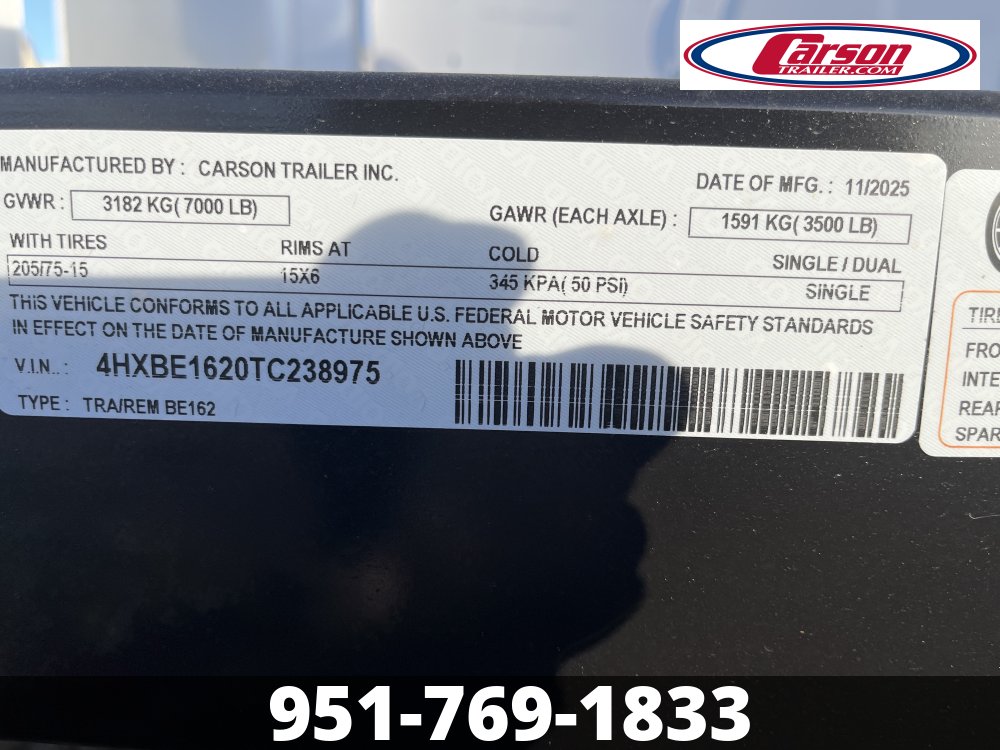 Carson
TRAILER.COM
MANUFACTURED BY : CARSON TRAILER INC.
DATE OF MFG. : 11/2025
GVWR : 3182 KG( 7000 LB)
GAWR (EACH AXLE) : 1591 KG( 3500 LB)
WITH TIRES RIMS AT COLD SINGLE / DUAL
205/75-15 15X6 345 KPA( 50 PSI) SINGLE
THIS VEHICLE CONFORMS TO ALL APPLICABLE U.S. FEDERAL MOTOR VEHICLE SAFETY STANDARDS
IN EFFECT ON THE DATE OF MANUFACTURE SHOWN ABOVE
V.I.N.. : 4HXBE1620TC238975
TYPE : TRA/REM BE162
TIRE
FRO
INTE
REAR
SPAR
951-769-1833